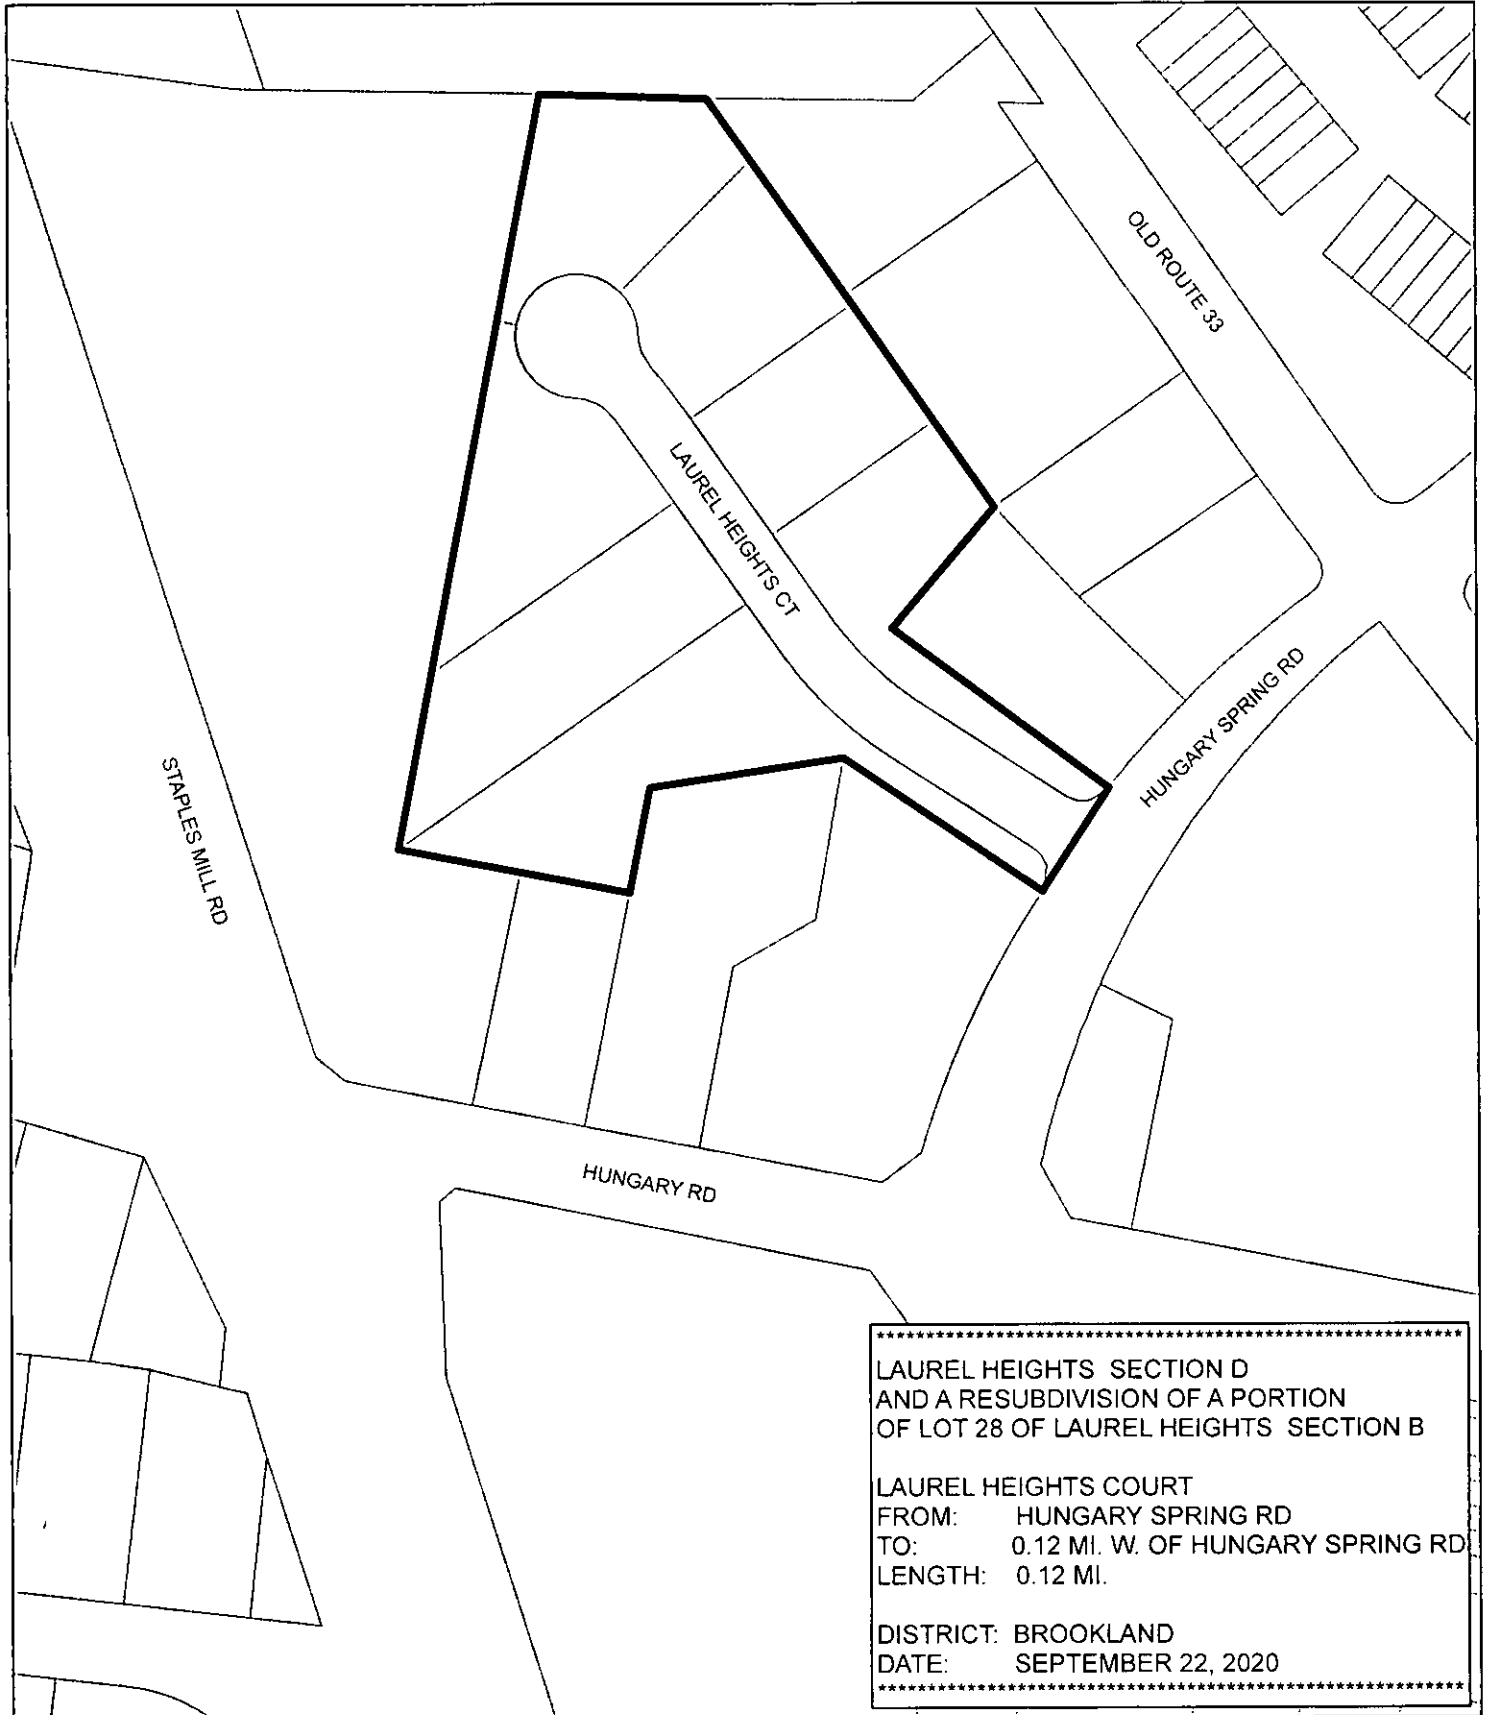 OLD ROUTE 33
LAUREL HEIGHTS CT
HUNGARY SPRING RD
STAPLES MILL RD
HUNGARY RD
************************************************************
LAUREL HEIGHTS SECTION D
AND A RESUBDIVISION OF A PORTION
OF LOT 28 OF LAUREL HEIGHTS SECTION B
LAUREL HEIGHTS COURT
FROM: HUNGARY SPRING RD
TO: 0.12 MI. W. OF HUNGARY SPRING RD
LENGTH: 0.12 MI.
DISTRICT: BROOKLAND
DATE: SEPTEMBER 22, 2020
************************************************************